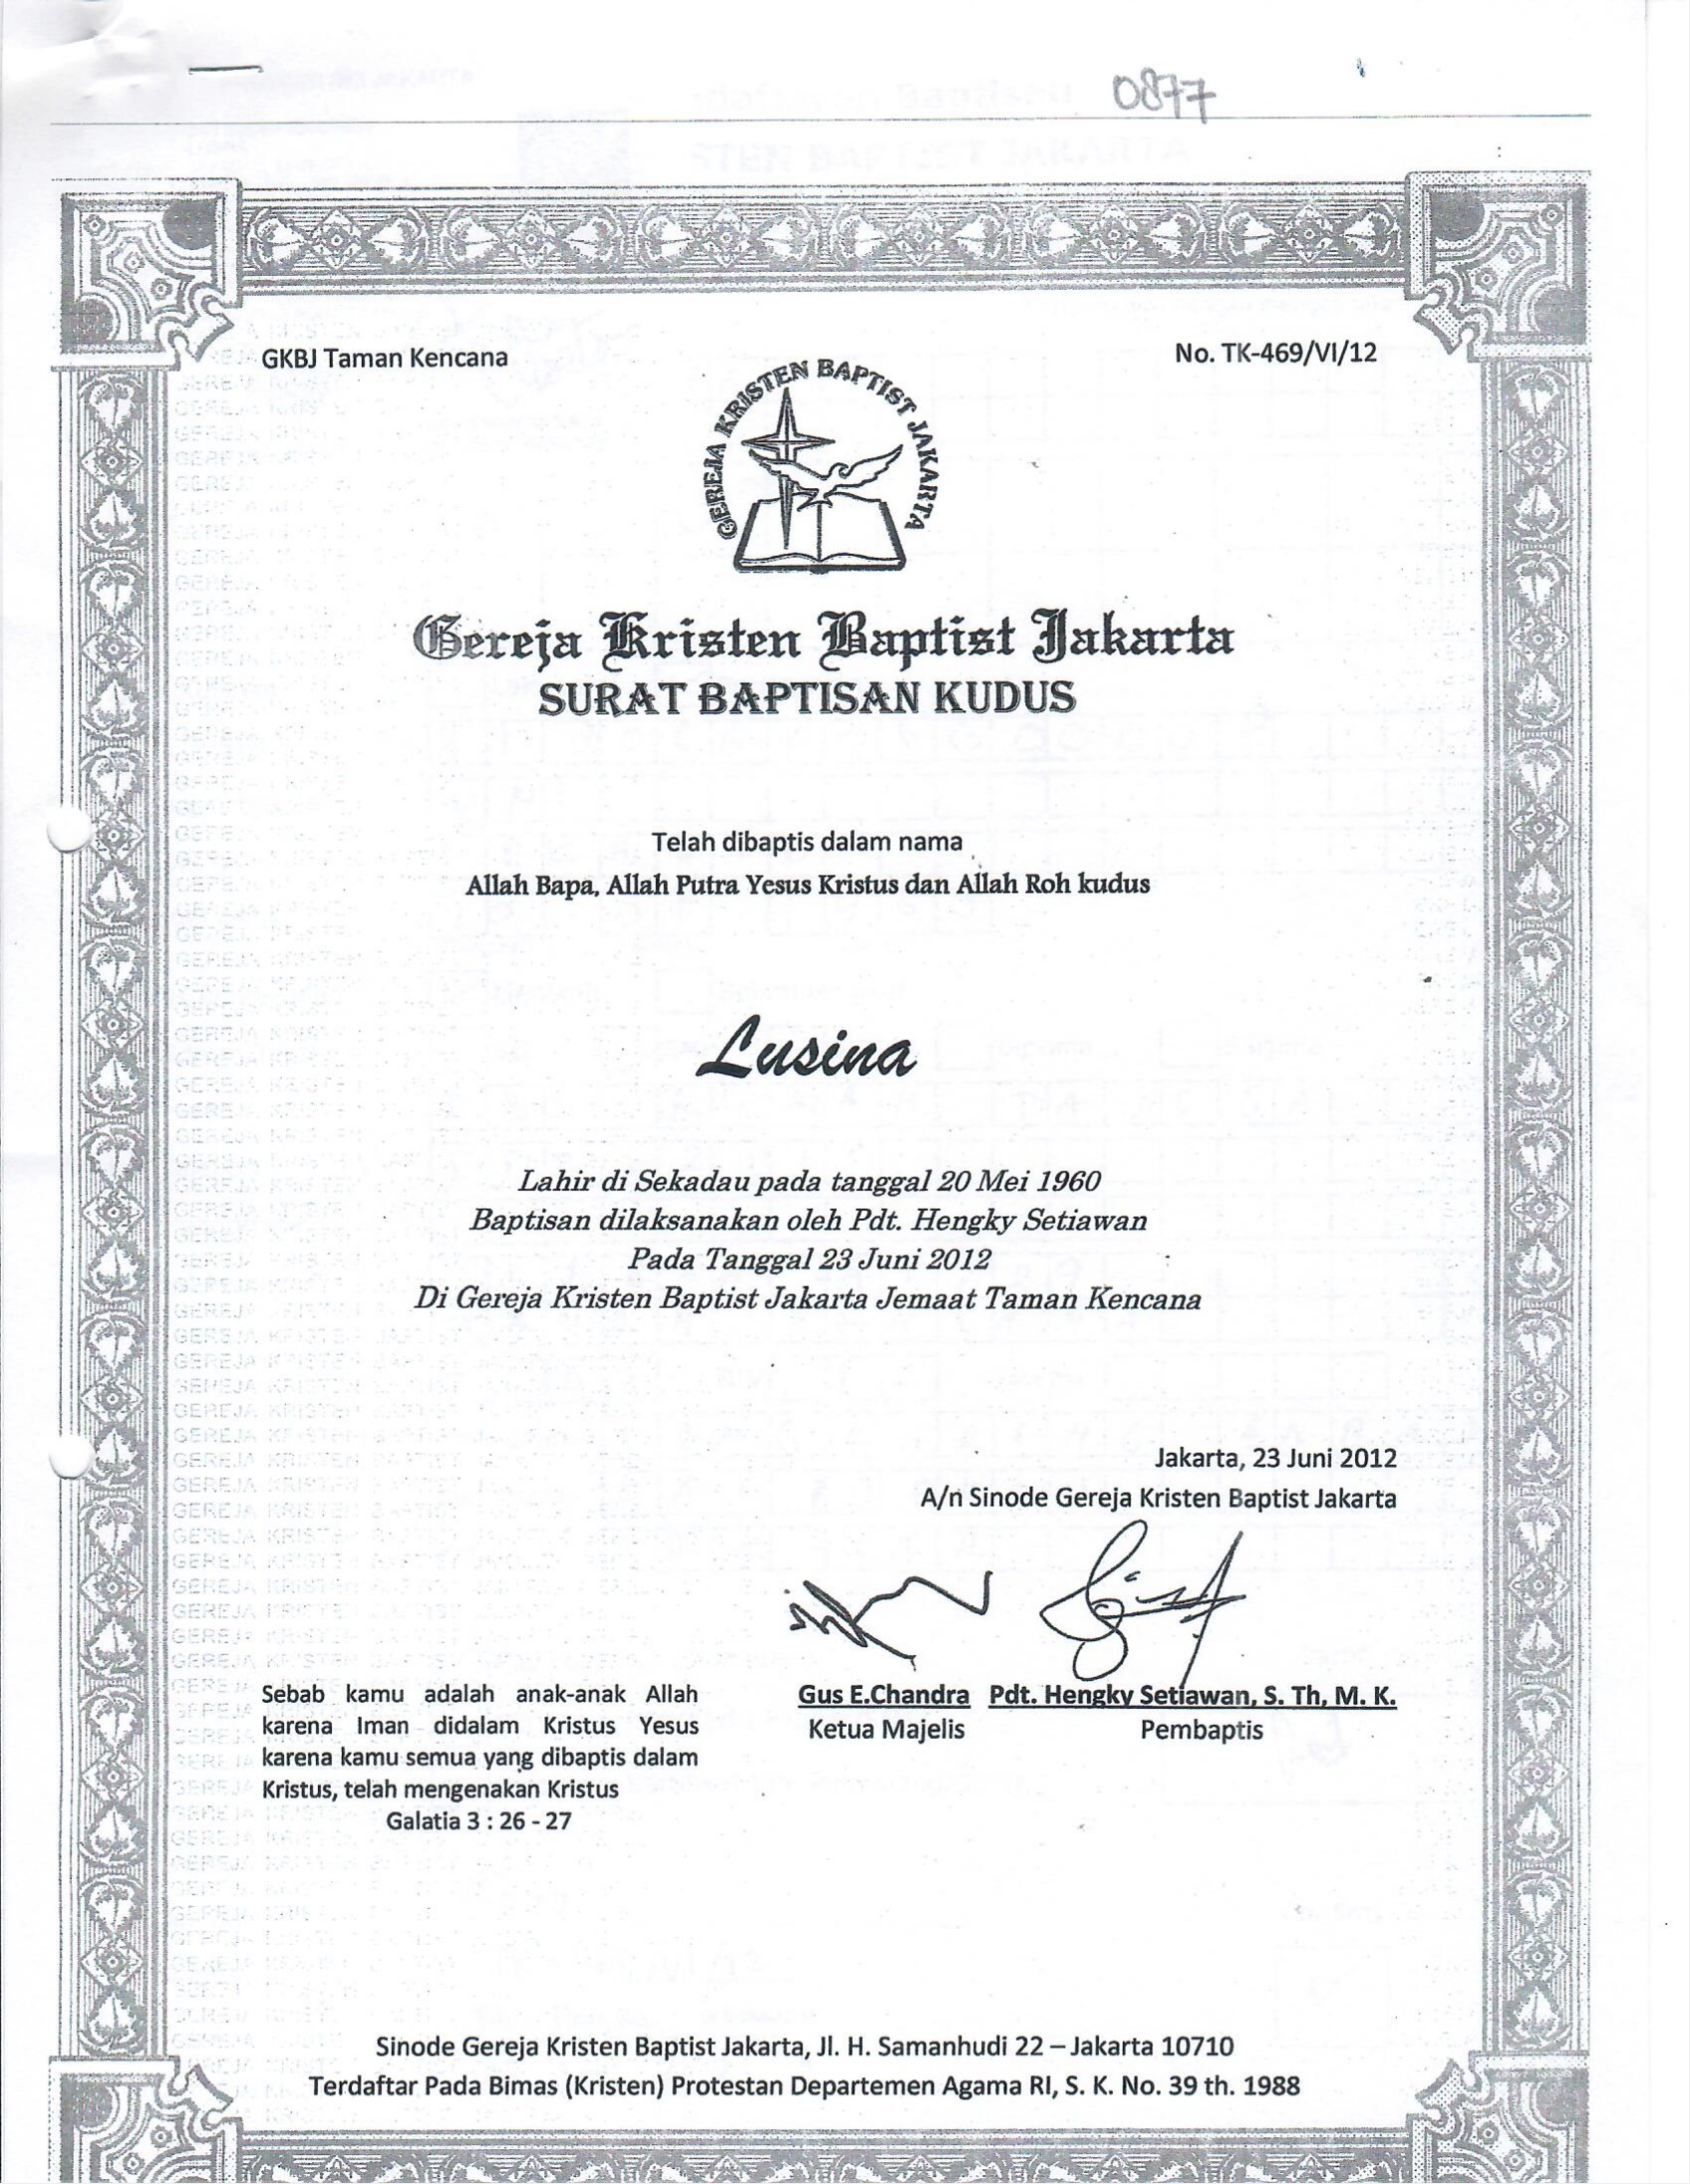 0877
GKBJ Taman Kencana
No. TK-469/VI/12
GEREJA KRISTEN BAPTIST JAKARTA
Gereja Kristen Baptist Jakarta
SURAT BAPTISAN KUDUS
Telah dibaptis dalam nama
Allah Bapa, Allah Putra Yesus Kristus dan Allah Roh kudus
Lusina
Lahir di Sekadau pada tanggal 20 Mei 1960
Baptisan dilaksanakan oleh Pdt. Hengky Setiawan
Pada Tanggal 23 Juni 2012
Di Gereja Kristen Baptist Jakarta Jemaat Taman Kencana
Jakarta, 23 Juni 2012
A/n Sinode Gereja Kristen Baptist Jakarta
Gus E.Chandra Pdt. Hengky Setiawan, S. Th, M. K.
Ketua Majelis Pembaptis
Sebab kamu adalah anak-anak Allah
karena Iman didalam Kristus Yesus
karena kamu semua yang dibaptis dalam
Kristus, telah mengenakan Kristus
Galatia 3 : 26 - 27
Sinode Gereja Kristen Baptist Jakarta, Jl. H. Samanhudi 22 – Jakarta 10710
Terdaftar Pada Bimas (Kristen) Protestan Departemen Agama RI, S. K. No. 39 th. 1988